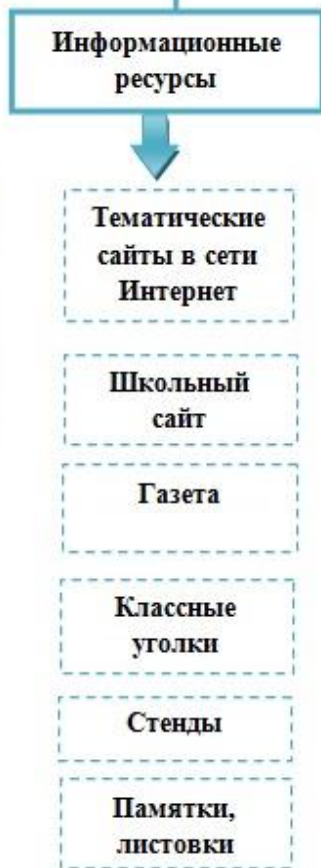 Информационные
ресурсы
Тематические
сайты в сети
Интернет
Школьный
сайт
Газета
Классные
уголки
Стенды
Памятки,
листовки